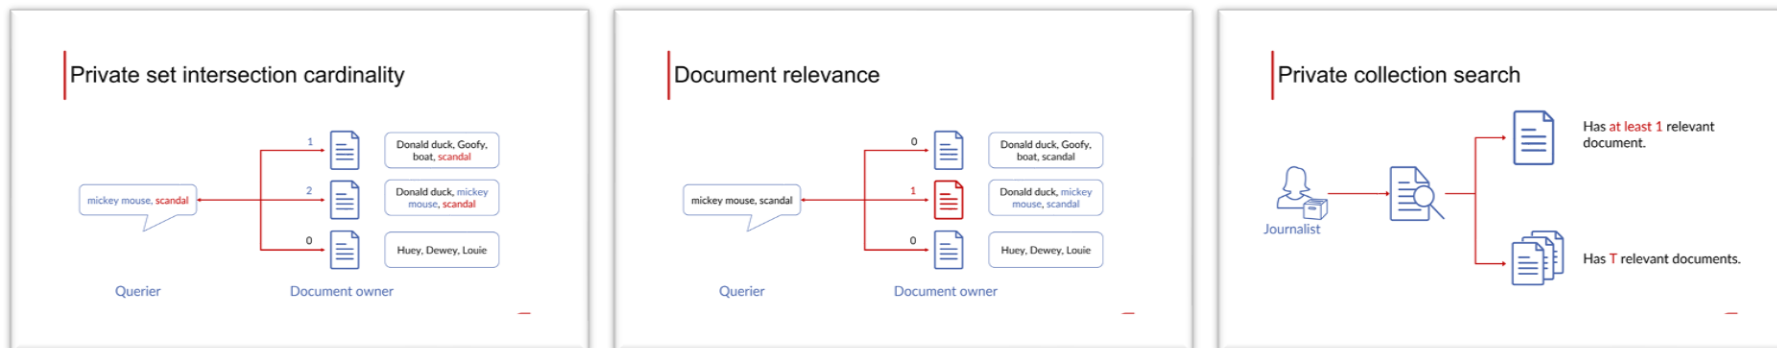 Private set intersection cardinality
1
Donald duck, Goofy,
boat, scandal
mickey mouse, scandal
2
Donald duck, mickey
mouse, scandal
0
Huey, Dewey, Louie
Querier
Document owner
Document relevance
0
Donald duck, Goofy,
boat, scandal
mickey mouse, scandal
1
Donald duck, mickey
mouse, scandal
0
Huey, Dewey, Louie
Querier
Document owner
Private collection search
Has at least 1 relevant
document.
Journalist
Has T relevant documents.